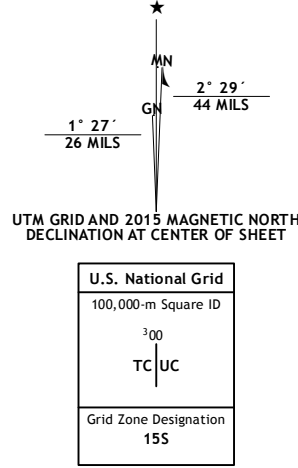 ★
MN
GN
2° 29´
44 MILS
1° 27´
26 MILS
UTM GRID AND 2015 MAGNETIC NORTH
DECLINATION AT CENTER OF SHEET
U.S. National Grid
100,000-m Square ID
³00
TC UC
Grid Zone Designation
15S